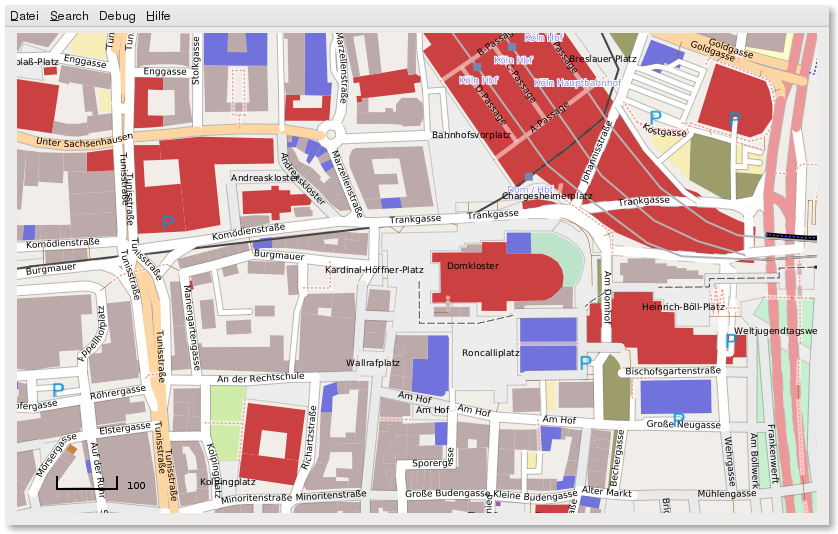 Datei Search Debug Hilfe
Köln Hbf
Goldgasse
Goldgasse
B-Passage
Passage
Köln Hbf
Breslauer Platz
Enggasse
Enggasse
Stolkgasse
Marzellenstraße
Köln Hbf
C-Passage
Köln Hauptbahnhof
D-Passage
A-Passage
P
P
Kostgasse
Unter Sachsenhausen
Bahnhofsvorplatz
Johannisstraße
Tunisstraße
Tunisstraße
Andreaskloster
Andreaskloster
Marzellenstraße
Dom / Hbf
Chargesheimerplatz
Trankgasse
Trankgasse
Trankgasse
P
Komödienstraße
Komödienstraße
Tunisstraße
Burgmauer
Burgmauer
Tunisstraße
Kardinal-Höffner-Platz
Domkloster
Am Domhof
Mariengartengasse
Heinrich-Böll-Platz
Appellhofplatz
Tunisstraße
Weltjugendtagswe
P
Roncalliplatz
Wallrafplatz
P
Bischofsgartenstraße
An der Rechtschule
P
Röhrergasse
pfergasse
Am Hof
Am Hof
Am Hof
Am Hof
P
Große Neugasse
Elstergasse
Richartzstraße
Mörsergasse
Auf der Ruhr
Tunisstraße
Tunisstraße
Kolpingplatz
Kolpingplatz
Sporergasse
Bechergasse
Wehrgasse
Am Bollwerk
Frankenwerft
100
Minoritenstraße
Minoritenstraße
Große Budengasse
Kleine Budengasse
Alter Markt
Mühlengasse